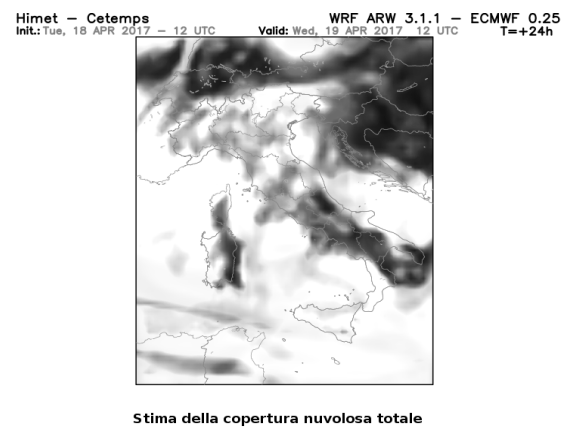 Himet – Cetemps WRF ARW 3.1.1 – ECMWF 0.25
Init.: Tue, 18 APR 2017 – 12 UTC Valid: Wed, 19 APR 2017 12 UTC T=+24h
Stima della copertura nuvolosa totale